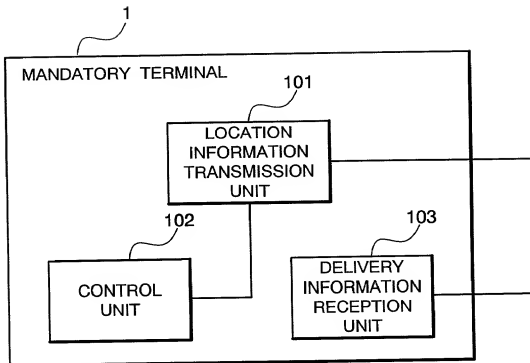 1
MANDATORY TERMINAL
101
LOCATION
INFORMATION
TRANSMISSION
UNIT
102
CONTROL
UNIT
103
DELIVERY
INFORMATION
RECEPTION
UNIT